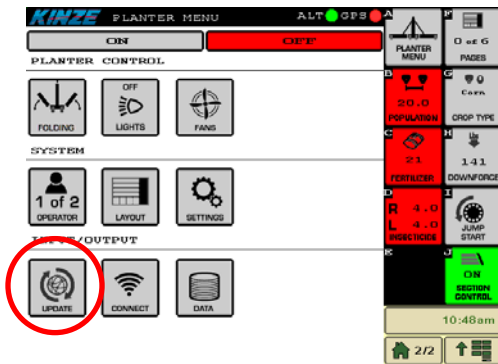 KINZE PLANTER MENU ALT GPS
ON OFF
PLANTER CONTROL
FOLDING
OFF
LIGHTS
FANS
SYSTEM
1 of 2
OPERATOR
LAYOUT
SETTINGS
INPUT/OUTPUT
UPDATE
CONNECT
DATA
A
PLANTER
MENU
F
0 of 6
PAGES
B
20.0
POPULATION
G
Corn
CROP TYPE
C
21
FERTILIZER
H
Lbs
141
DOWNFORCE
D
R 4.0
L 4.0
INSECTICIDE
I
JUMP
START
E
J
ON
SECTION
CONTROL
10:48am
2/2